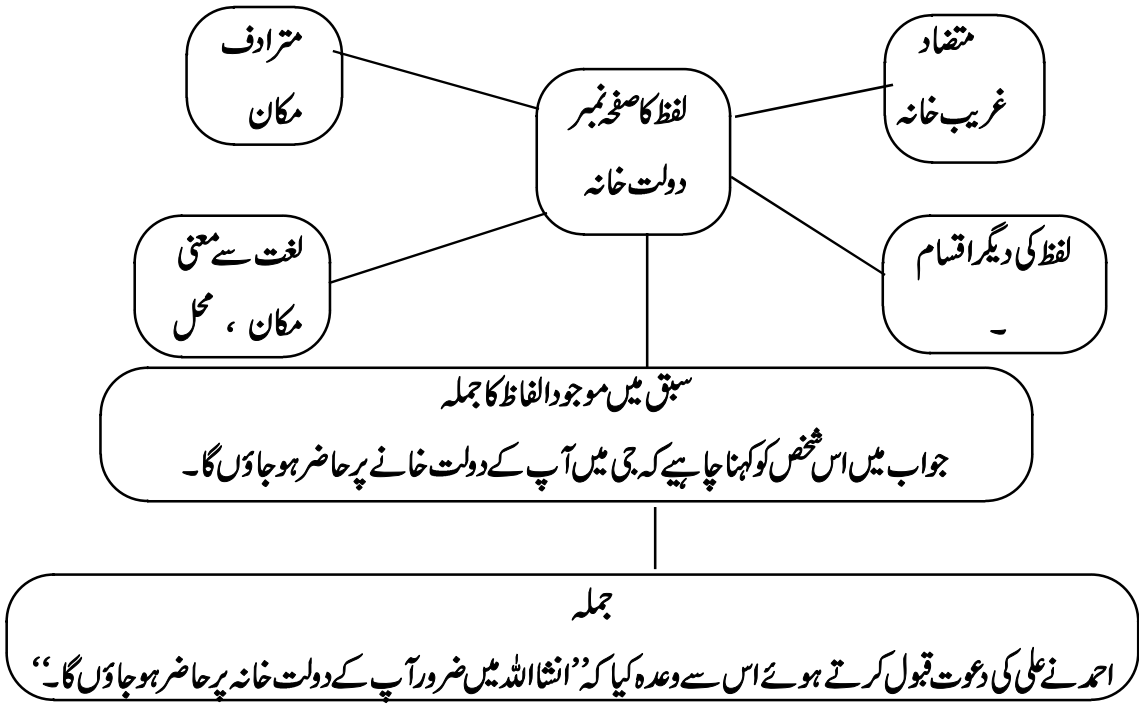 متضاد
غریب خانہ
لفظ کا صفحہ نمبر
دولت خانہ
مترادف
مکان
لفظ کی دیگر اقسام
۔
لغت سے معنی
مکان ، محل
سبق میں موجود الفاظ کا جملہ
جواب میں اس شخص کو کہنا چاہیے کہ جی میں آپ کے دولت خانے پر حاضر ہو جاؤں گا۔
جملہ
احمد نے علی کی دعوت قبول کرتے ہوئے اس سے وعدہ کیا کہ ’’انشا اللہ میں ضرور آپ کے دولت خانہ پر حاضر ہو جاؤں گا۔‘‘